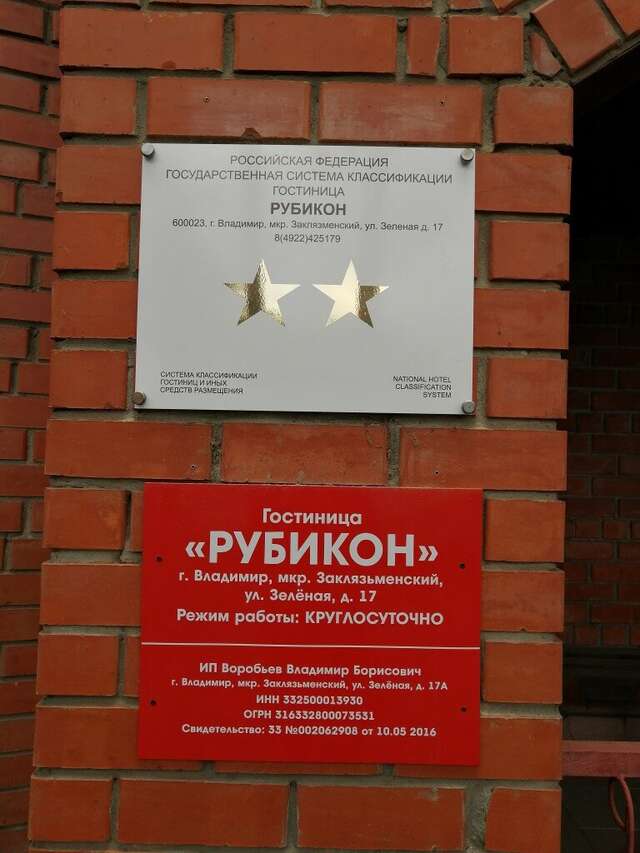 РОССИЙСКАЯ ФЕДЕРАЦИЯ
ГОСУДАРСТВЕННАЯ СИСТЕМА КЛАССИФИКАЦИИ
ГОСТИНИЦА
РУБИКОН
600023, г. Владимир, мкр. Заклязменский, ул. Зеленая д. 17
8(4922)425179
СИСТЕМА КЛАССИФИКАЦИИ
ГОСТИНИЦ И ИНЫХ
СРЕДСТВ РАЗМЕЩЕНИЯ
NATIONAL HOTEL
CLASSIFICATION
SYSTEM
Гостиница
«РУБИКОН»
г. Владимир, мкр. Заклязьменский,
ул. Зелёная, д. 17
Режим работы: КРУГЛОСУТОЧНО
ИП Воробьев Владимир Борисович
г. Владимир, мкр. Заклязьменский, ул. Зелёная, д. 17А
ИНН 332500013930
ОГРН 316332800073531
Свидетельство: 33 №002062908 от 10.05 2016